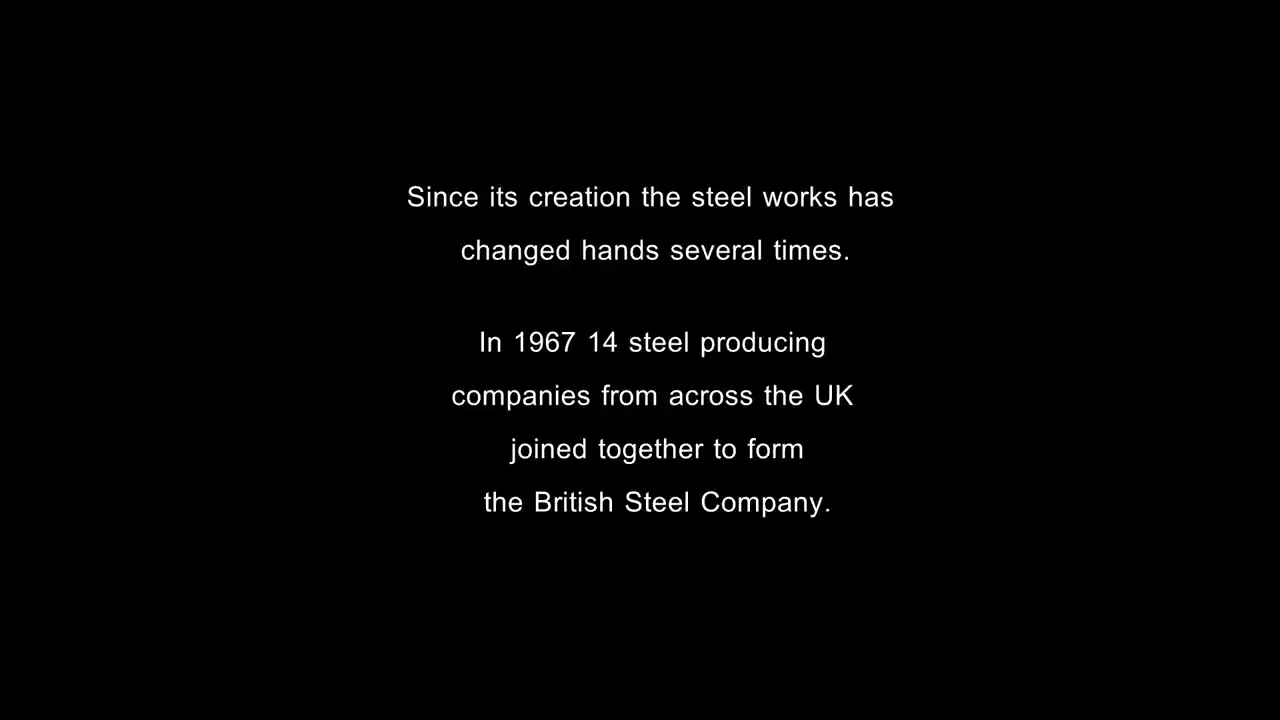 Since its creation the steel works has
changed hands several times.
In 1967 14 steel producing
companies from across the UK
joined together to form
the British Steel Company.